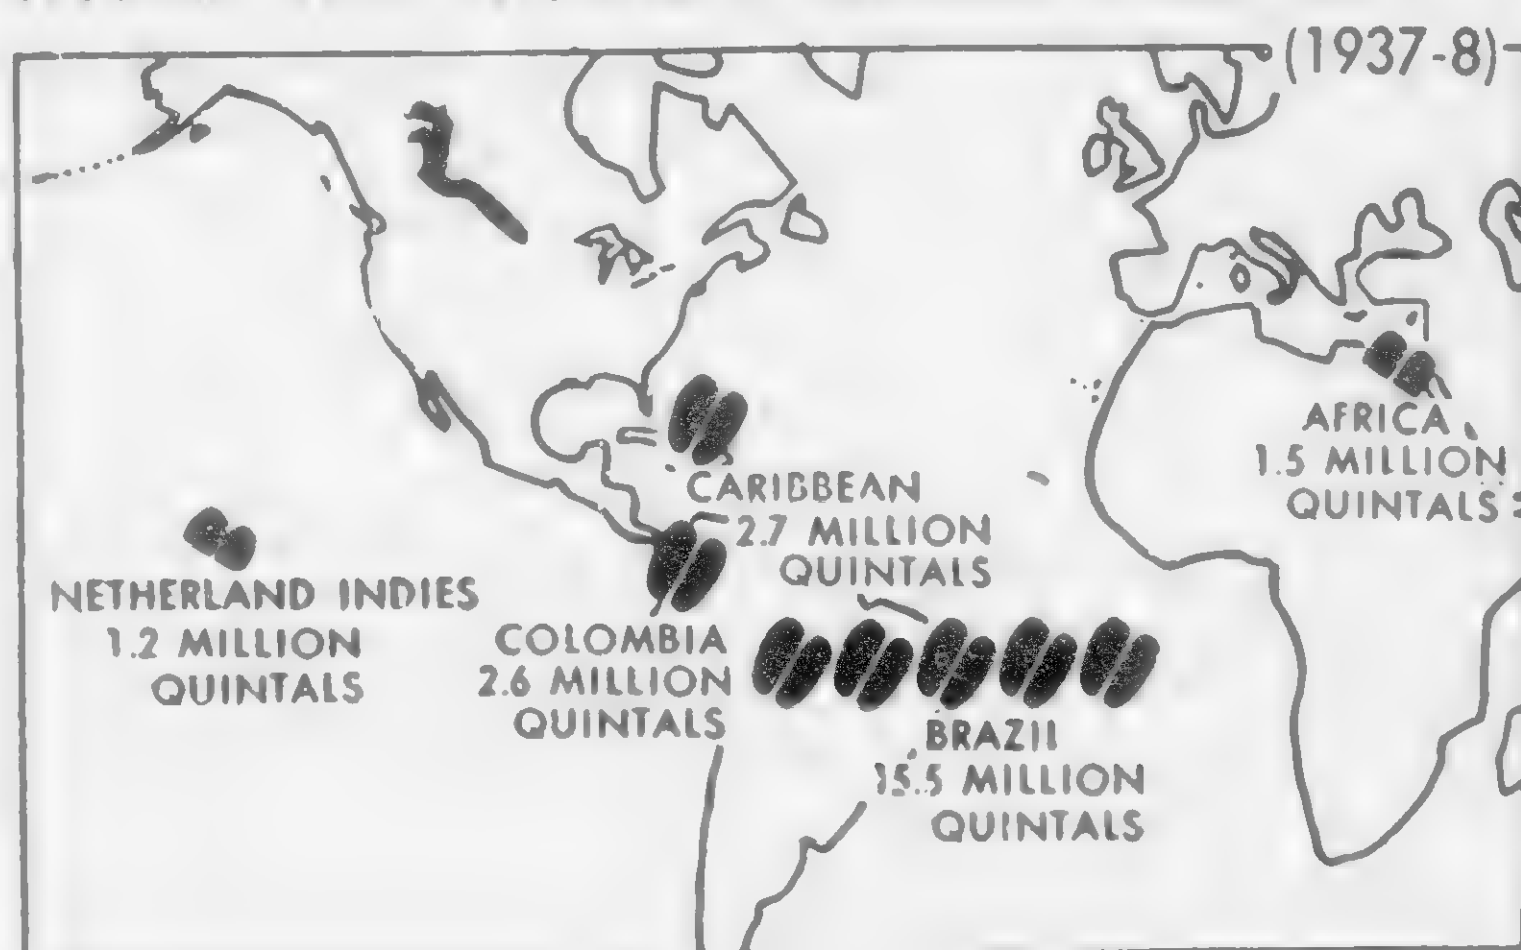 (1937-8)
AFRICA
1.5 MILLION
QUINTALS
CARIBBEAN
2.7 MILLION
QUINTALS
NETHERLAND INDIES
1.2 MILLION
QUINTALS
COLOMBIA
2.6 MILLION
QUINTALS
BRAZIL
15.5 MILLION
QUINTALS